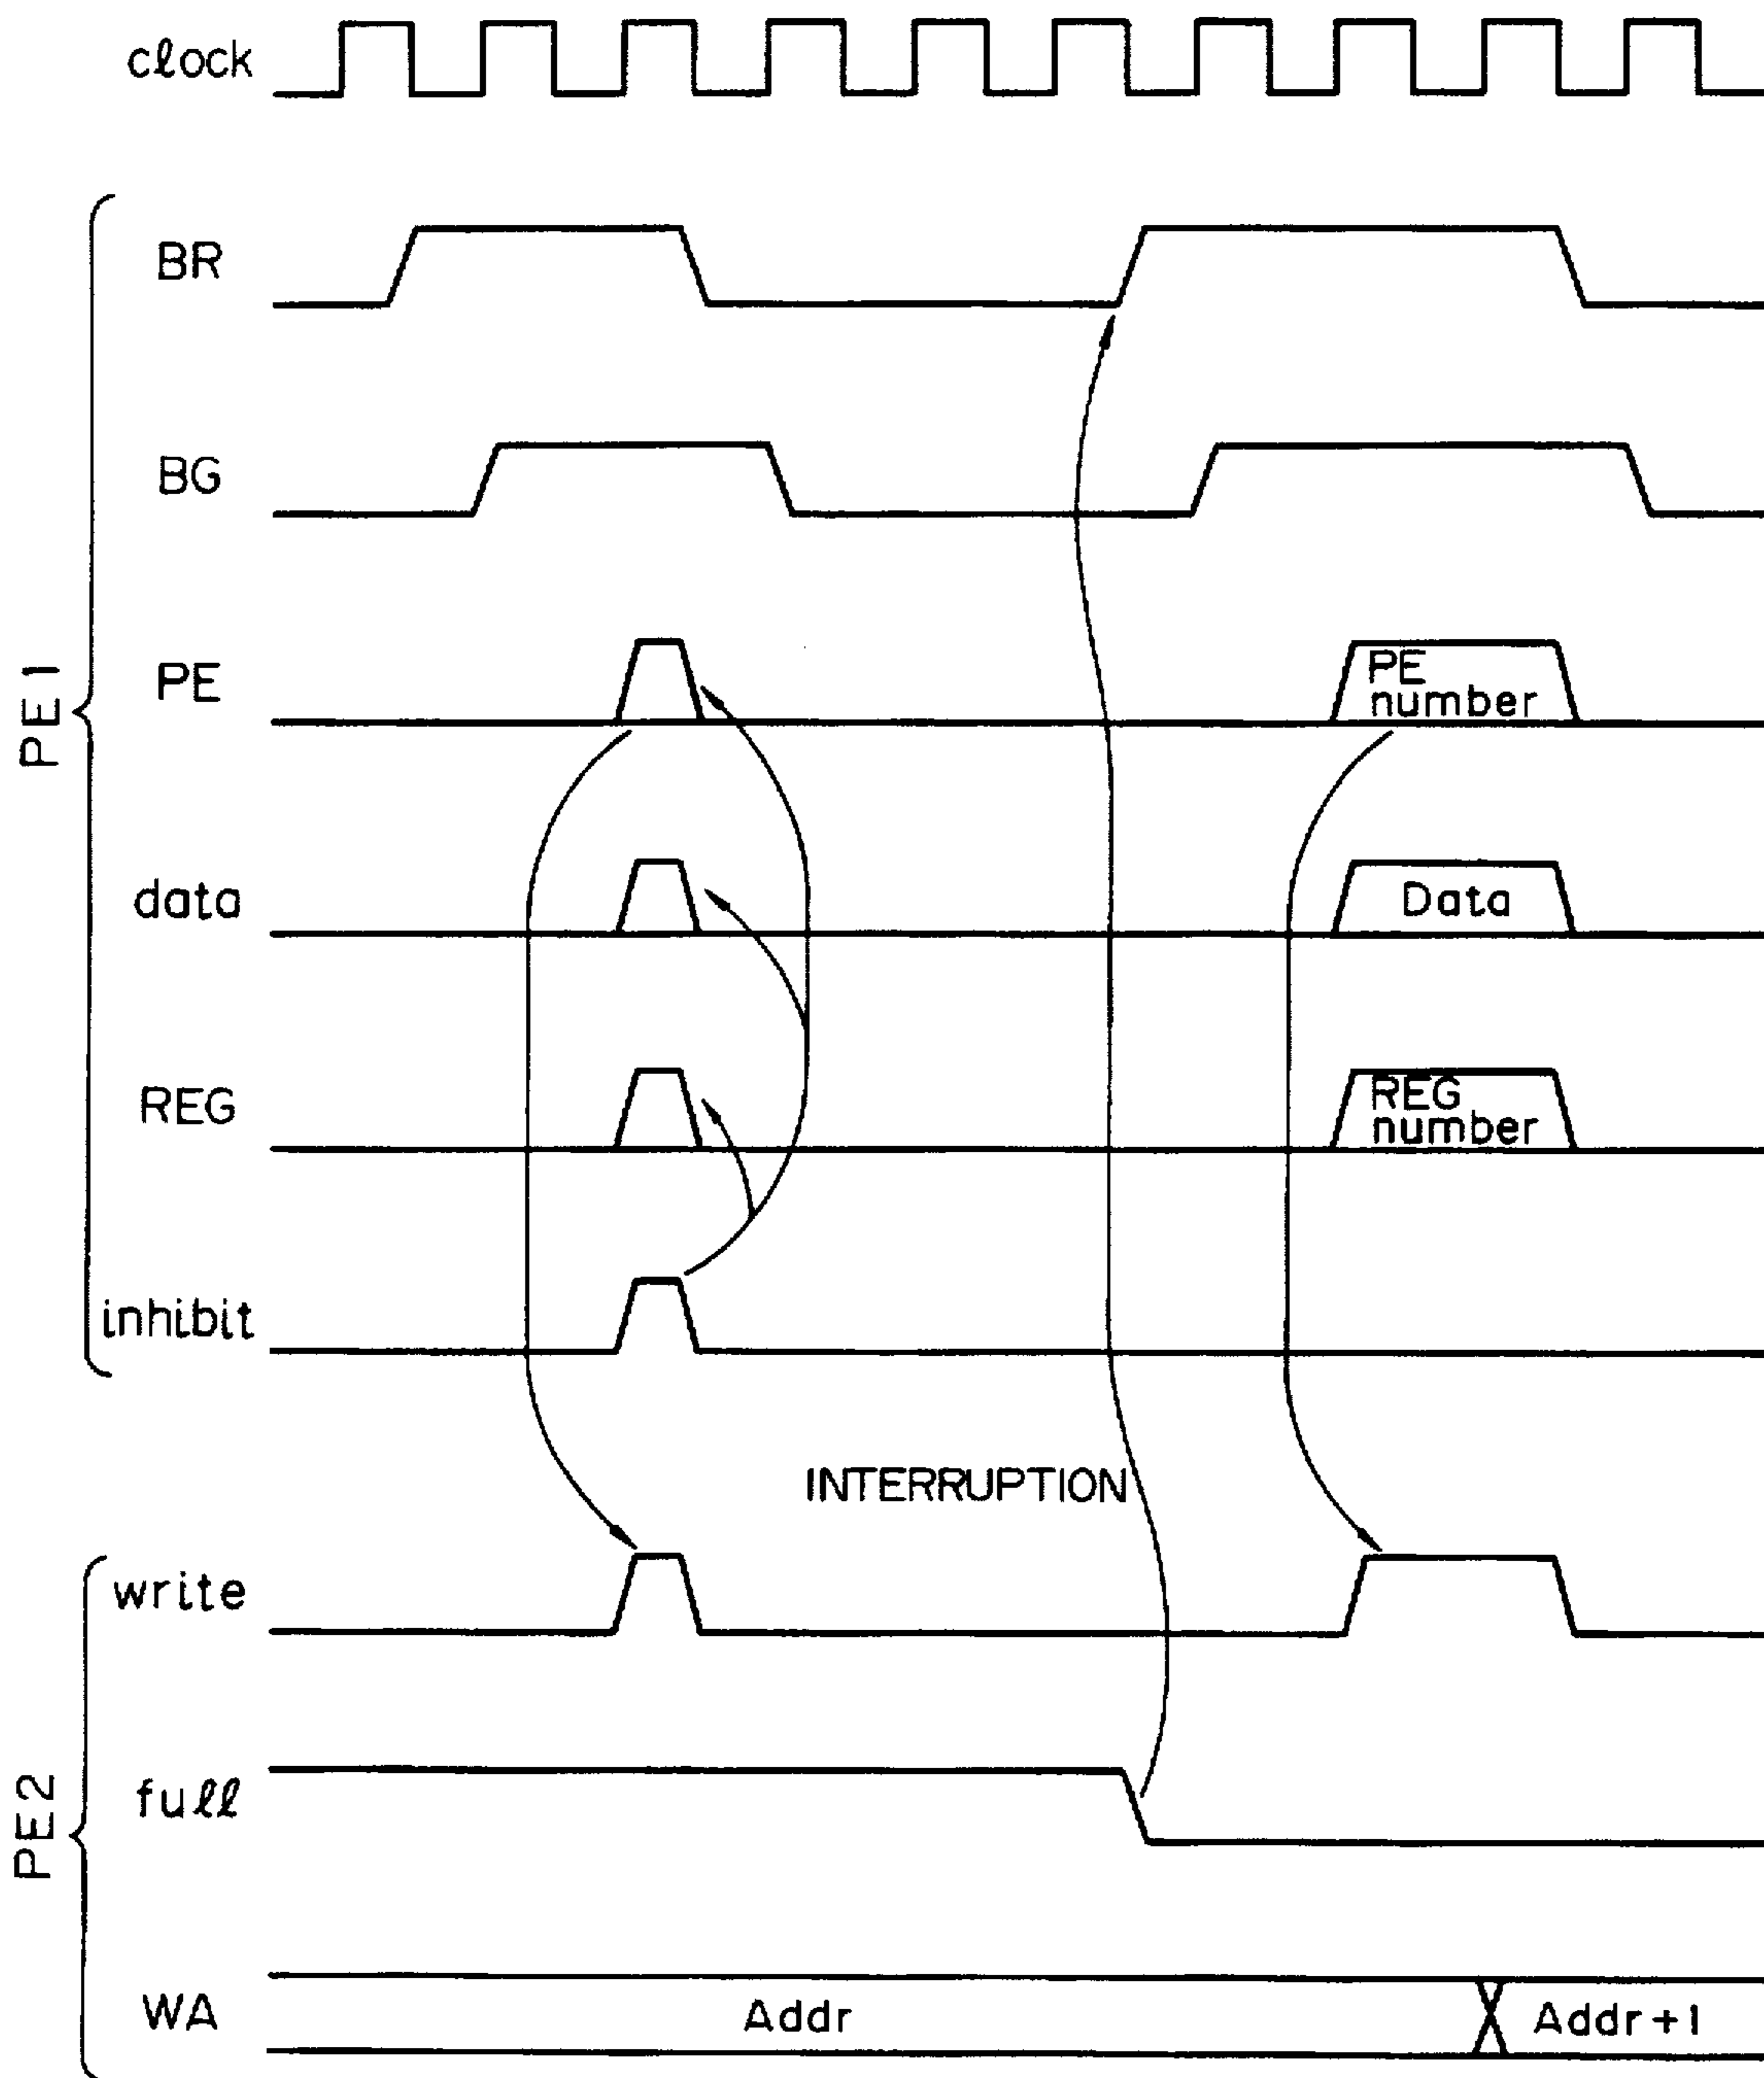 clock
PE1
BR
BG
PE
PE
number
data
Data
REG
REG
number
inhibit
INTERRUPTION
PE2
write
full
WA
Addr
Addr+1